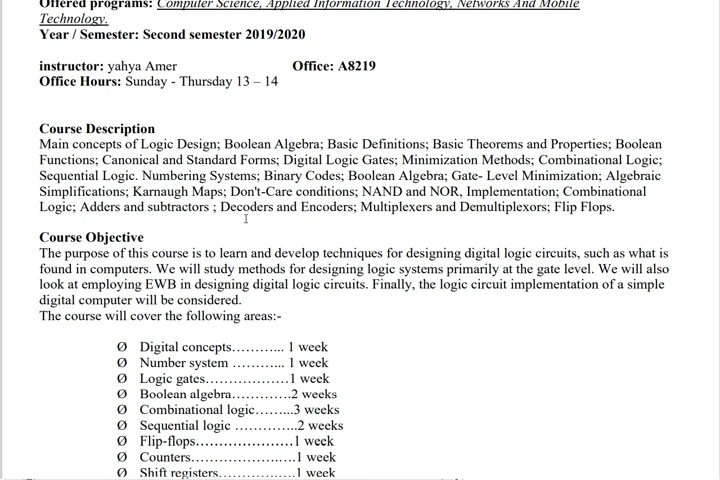 Offered programs: Computer Science, Applied Information Technology, Networks And Mobile
Technology.
Year / Semester: Second semester 2019/2020
instructor: yahya Amer Office: A8219
Office Hours: Sunday - Thursday 13 – 14
Course Description
Main concepts of Logic Design; Boolean Algebra; Basic Definitions; Basic Theorems and Properties; Boolean
Functions; Canonical and Standard Forms; Digital Logic Gates; Minimization Methods; Combinational Logic;
Sequential Logic. Numbering Systems; Binary Codes; Boolean Algebra; Gate- Level Minimization; Algebraic
Simplifications; Karnaugh Maps; Don't-Care conditions; NAND and NOR, Implementation; Combinational
Logic; Adders and subtractors ; Decoders and Encoders; Multiplexers and Demultiplexors; Flip Flops.
Course Objective
The purpose of this course is to learn and develop techniques for designing digital logic circuits, such as what is
found in computers. We will study methods for designing logic systems primarily at the gate level. We will also
look at employing EWB in designing digital logic circuits. Finally, the logic circuit implementation of a simple
digital computer will be considered.
The course will cover the following areas:-
Ø Digital concepts……….. 1 week
Ø Number system ………... 1 week
Ø Logic gates……………….1 week
Ø Boolean algebra………….2 weeks
Ø Combinational logic……...3 weeks
Ø Sequential logic …………..2 weeks
Ø Flip-flops………………….1 week
Ø Counters…………………..1 week
Ø Shift registers……………..1 week